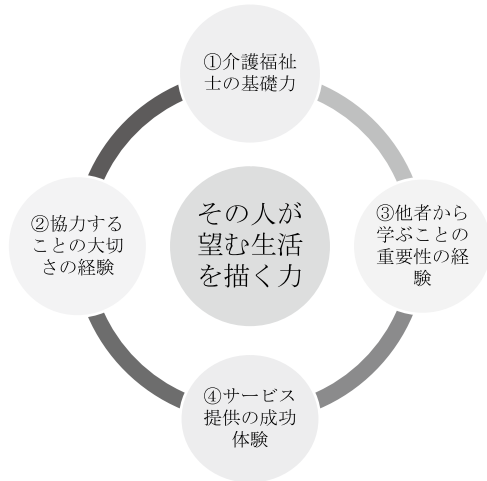 ①介護福祉
士の基礎力
その人が
望む生活
を描く力
②協力する
ことの大切
さの経験
③他者から
学ぶことの
重要性の経
験
④サービス
提供の成功
体験